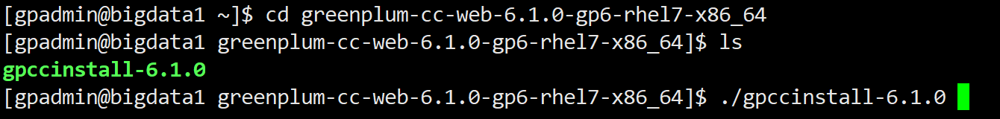 [gpadmin@bigdata1 ~]$ cd greenplum-cc-web-6.1.0-gp6-rhel7-x86_64
[gpadmin@bigdata1 greenplum-cc-web-6.1.0-gp6-rhel7-x86_64]$ ls
gpccinstall-6.1.0
[gpadmin@bigdata1 greenplum-cc-web-6.1.0-gp6-rhel7-x86_64]$ ./gpccinstall-6.1.0